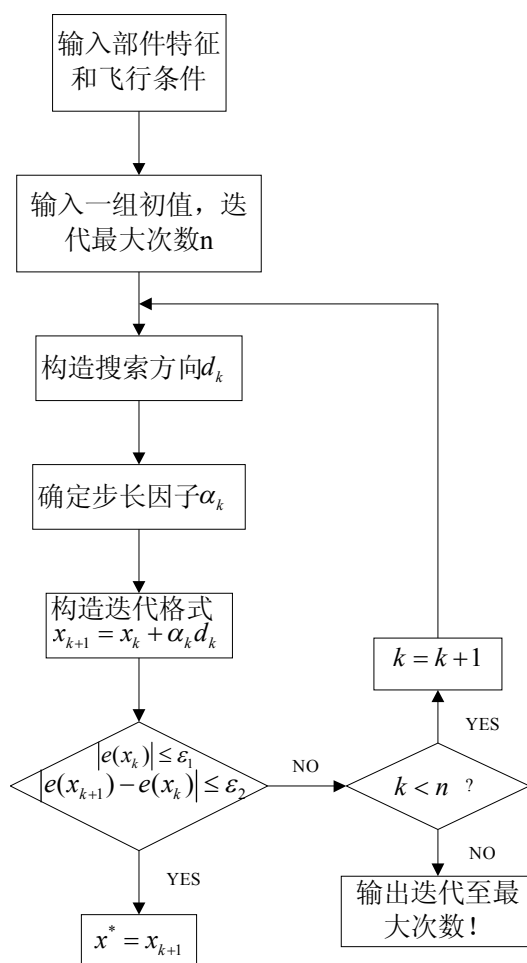 输入部件特征
和飞行条件
输入一组初值，迭
代最大次数n
构造搜索方向d_k
确定步长因子α_k
构造迭代格式
x_{k+1} = x_k + α_k d_k
k = k+1
YES
|e(x_k)| ≤ ε_1
|e(x_{k+1}) − e(x_k)| ≤ ε_2
NO
k < n ?
YES
NO
x^* = x_{k+1}
输出迭代至最
大次数！